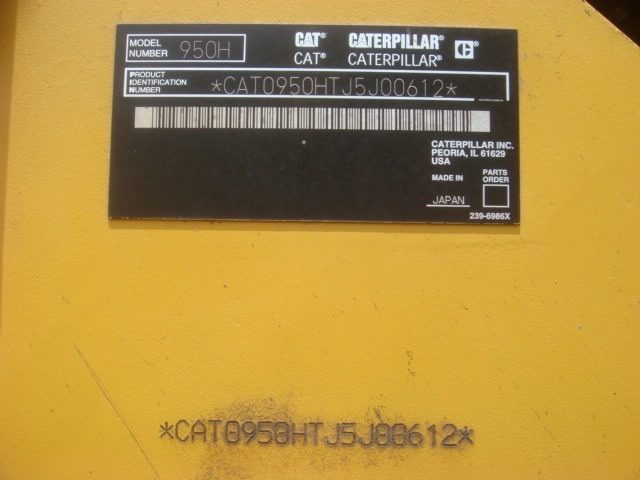 MODEL NUMBER 950H
CAT® CATERPILLAR® C®
CAT® CATERPILLAR®
PRODUCT IDENTIFICATION NUMBER *CAT0950HTJ5J00612*
CATERPILLAR INC.
PEORIA, IL 61629
USA
MADE IN JAPAN
PARTS ORDER
239-6986X
*CAT0950HTJ5J00612*